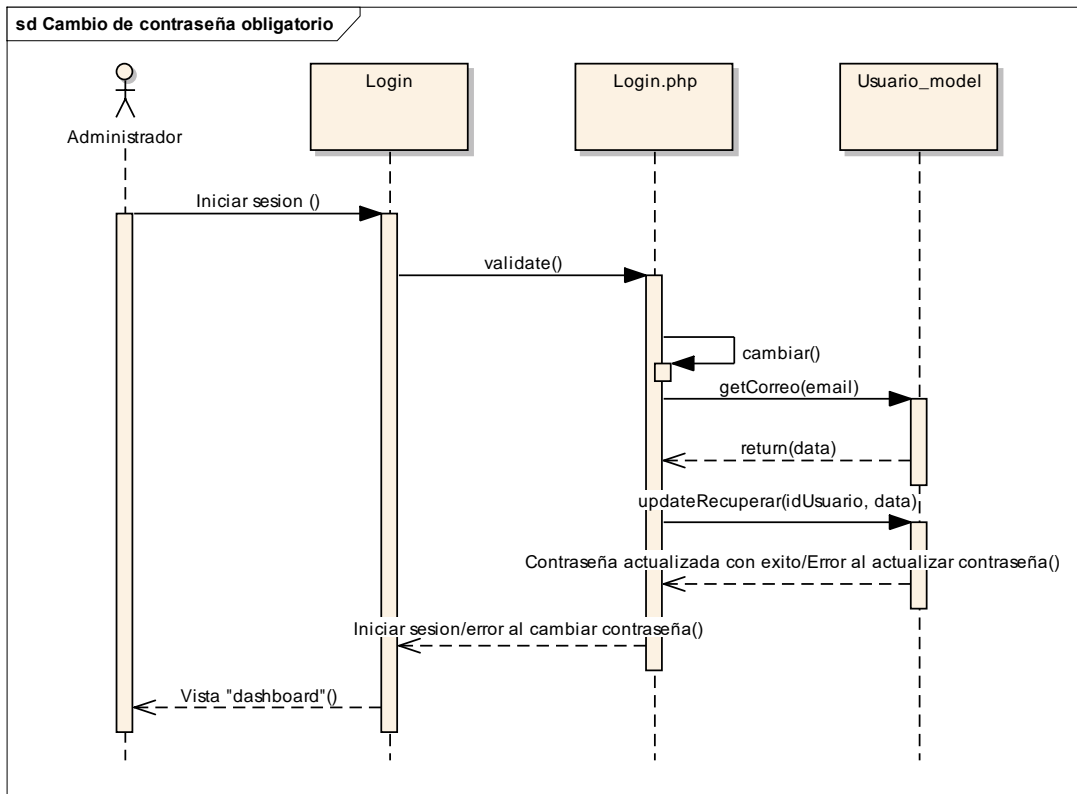 sd Cambio de contraseña obligatorio
Administrador
Login
Login.php
Usuario_model
Iniciar sesion ()
validate()
cambiar()
getCorreo(email)
return(data)
updateRecuperar(idUsuario, data)
Contraseña actualizada con exito/Error al actualizar contraseña()
Iniciar sesion/error al cambiar contraseña()
Vista "dashboard"()